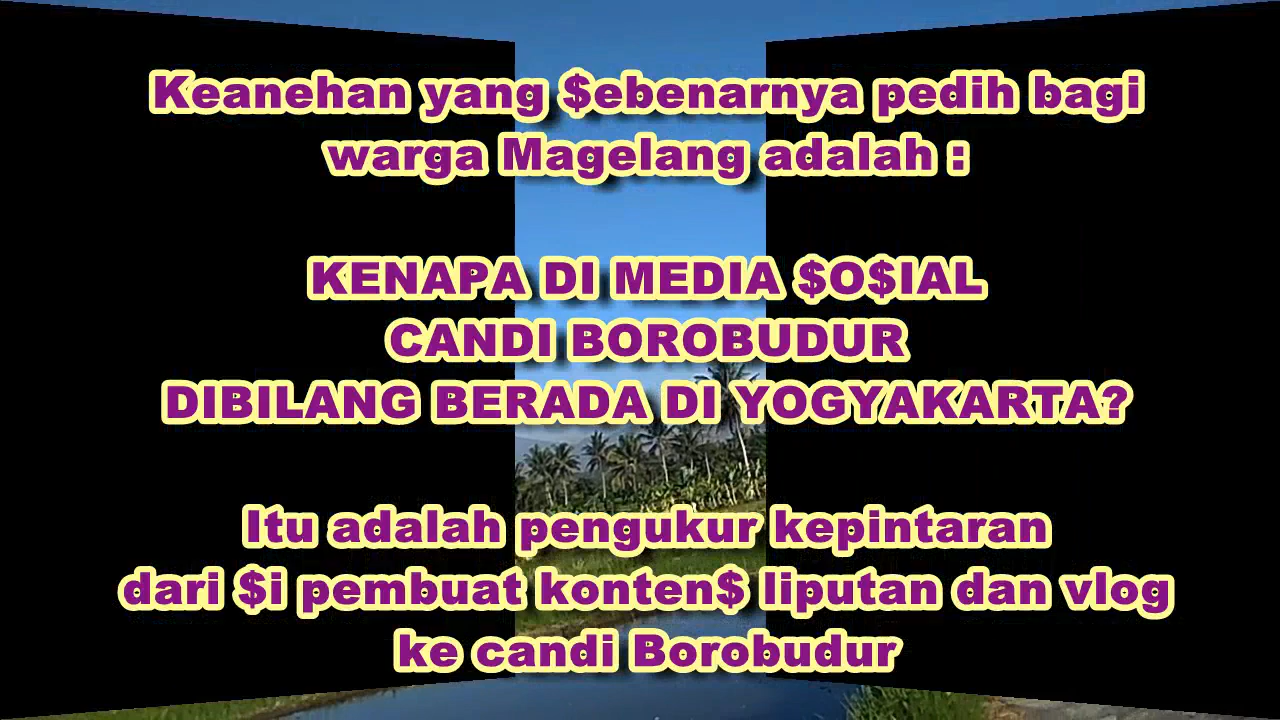 Keanehan yang $ebenarnya pedih bagi
warga Magelang adalah :
KENAPA DI MEDIA $O$IAL
CANDI BOROBUDUR
DIBILANG BERADA DI YOGYAKARTA?
Itu adalah pengukur kepintaran
dari $i pembuat konten$ liputan dan vlog
ke candi Borobudur